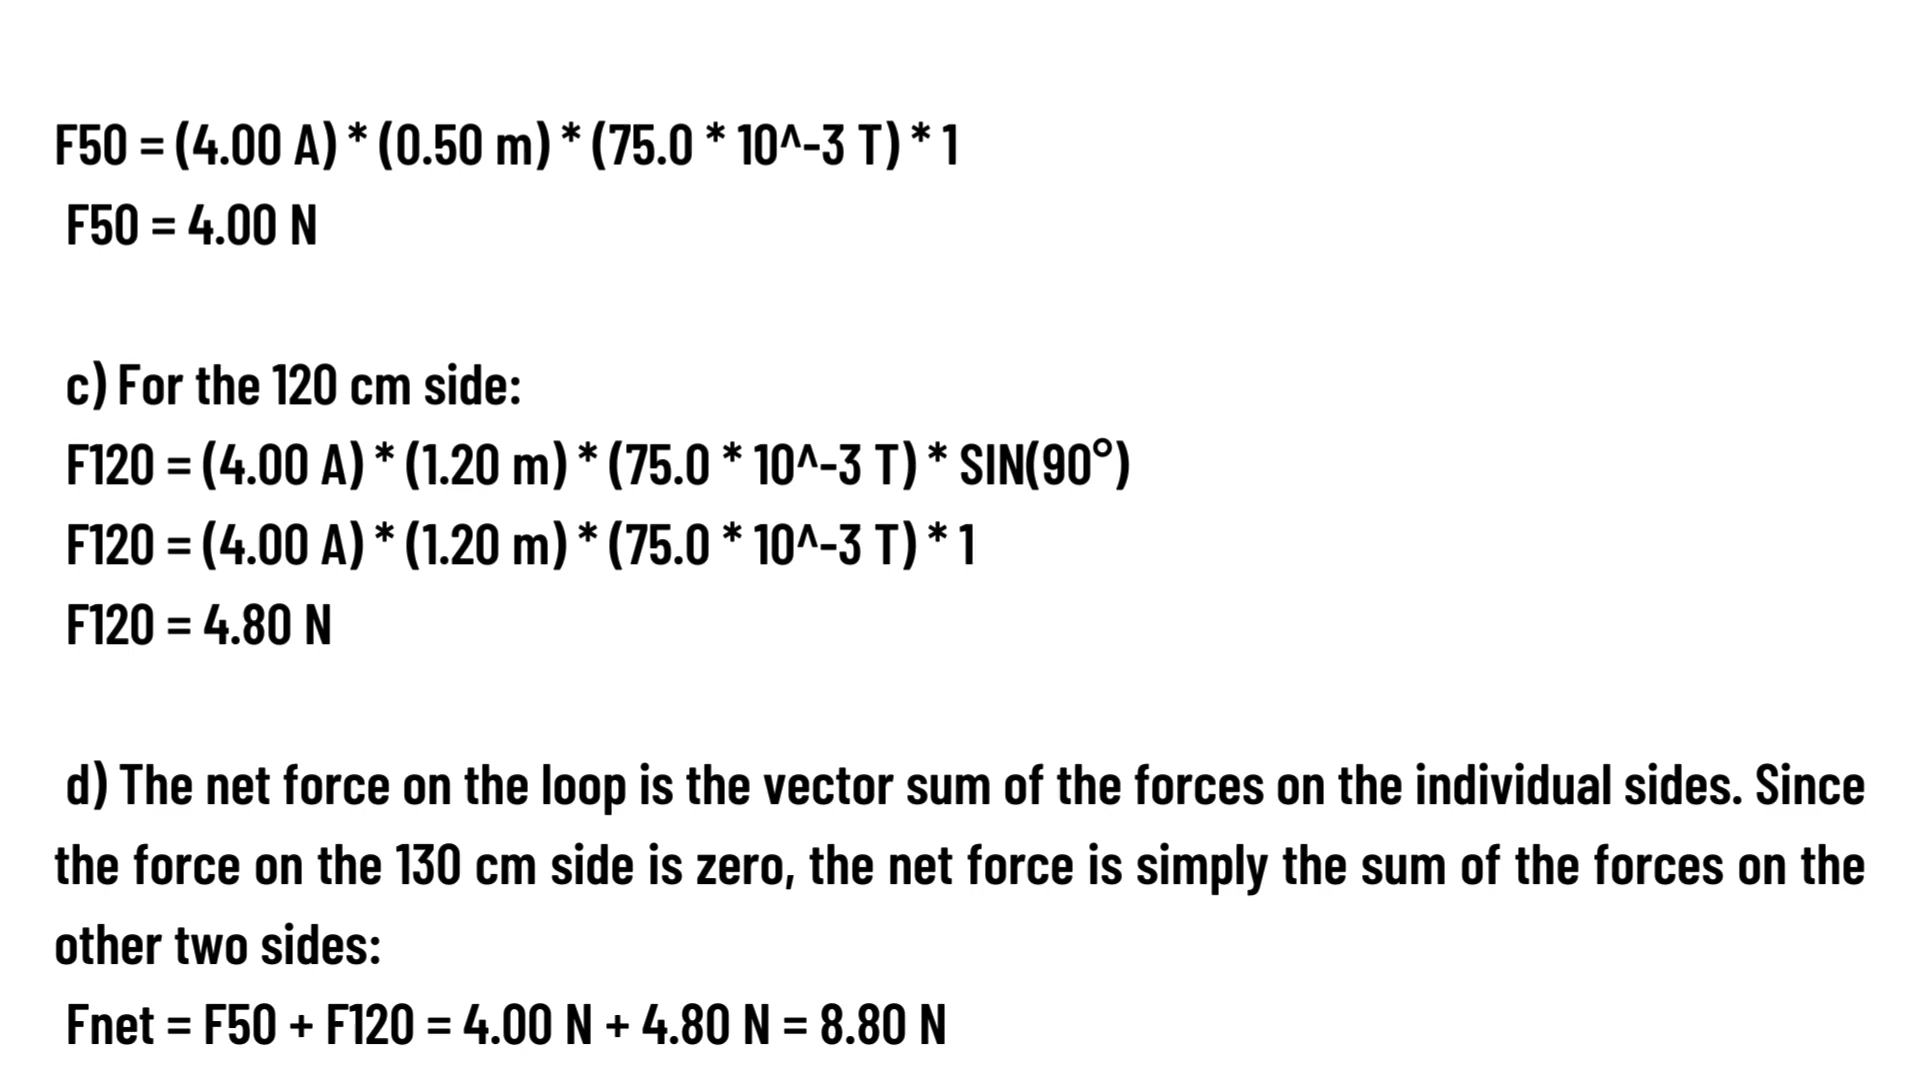 F50 = (4.00 A) * (0.50 m) * (75.0 * 10^-3 T) * 1
F50 = 4.00 N
c) For the 120 cm side:
F120 = (4.00 A) * (1.20 m) * (75.0 * 10^-3 T) * SIN(90°)
F120 = (4.00 A) * (1.20 m) * (75.0 * 10^-3 T) * 1
F120 = 4.80 N
d) The net force on the loop is the vector sum of the forces on the individual sides. Since
the force on the 130 cm side is zero, the net force is simply the sum of the forces on the
other two sides:
Fnet = F50 + F120 = 4.00 N + 4.80 N = 8.80 N